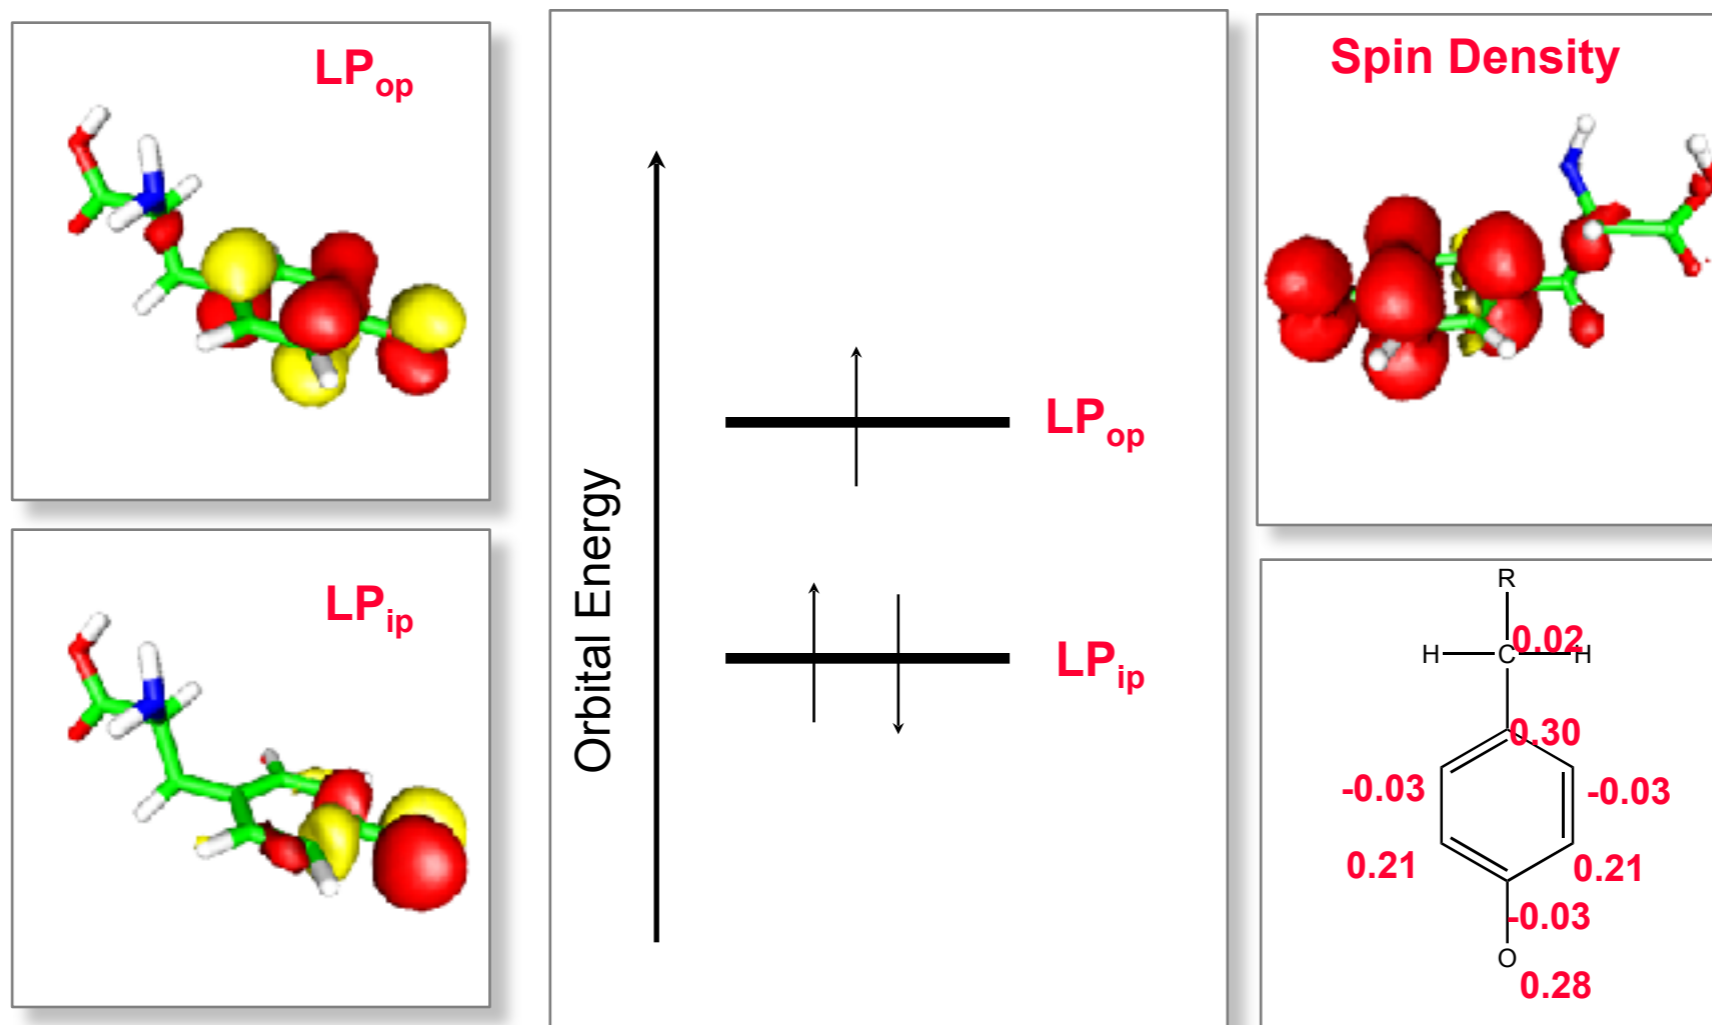 LPop
LPip
Orbital Energy
LPop
LPip
Spin Density
R
H C 0.02 H
0.30
-0.03 -0.03
0.21 0.21
-0.03
O
0.28